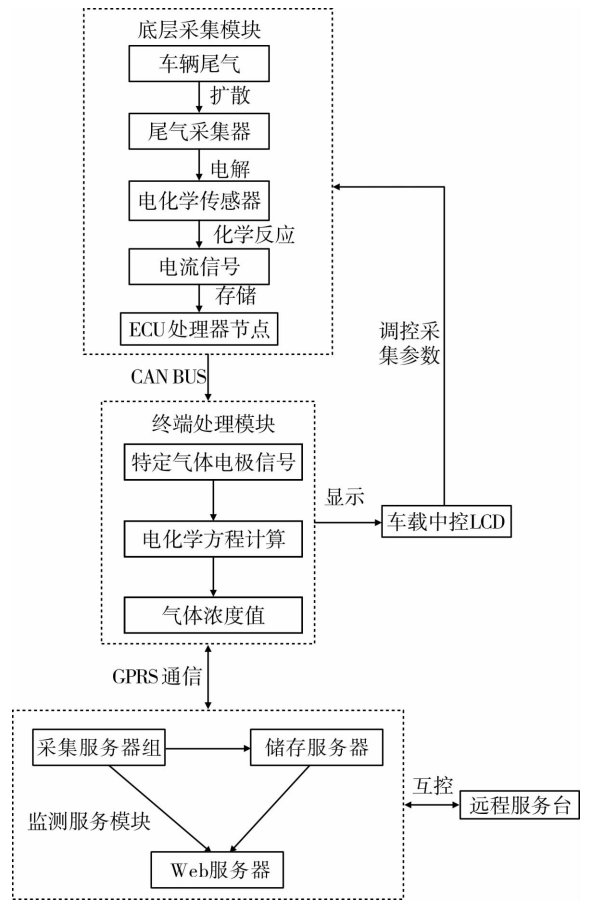 底层采集模块
车辆尾气
扩散
尾气采集器
电解
电化学传感器
化学反应
电流信号
存储
ECU处理器节点
调控采
集参数
CAN BUS
终端处理模块
特定气体电极信号
显示
电化学方程计算
车载中控LCD
气体浓度值
GPRS通信
采集服务器组
储存服务器
互控
远程服务台
监测服务模块
Web服务器